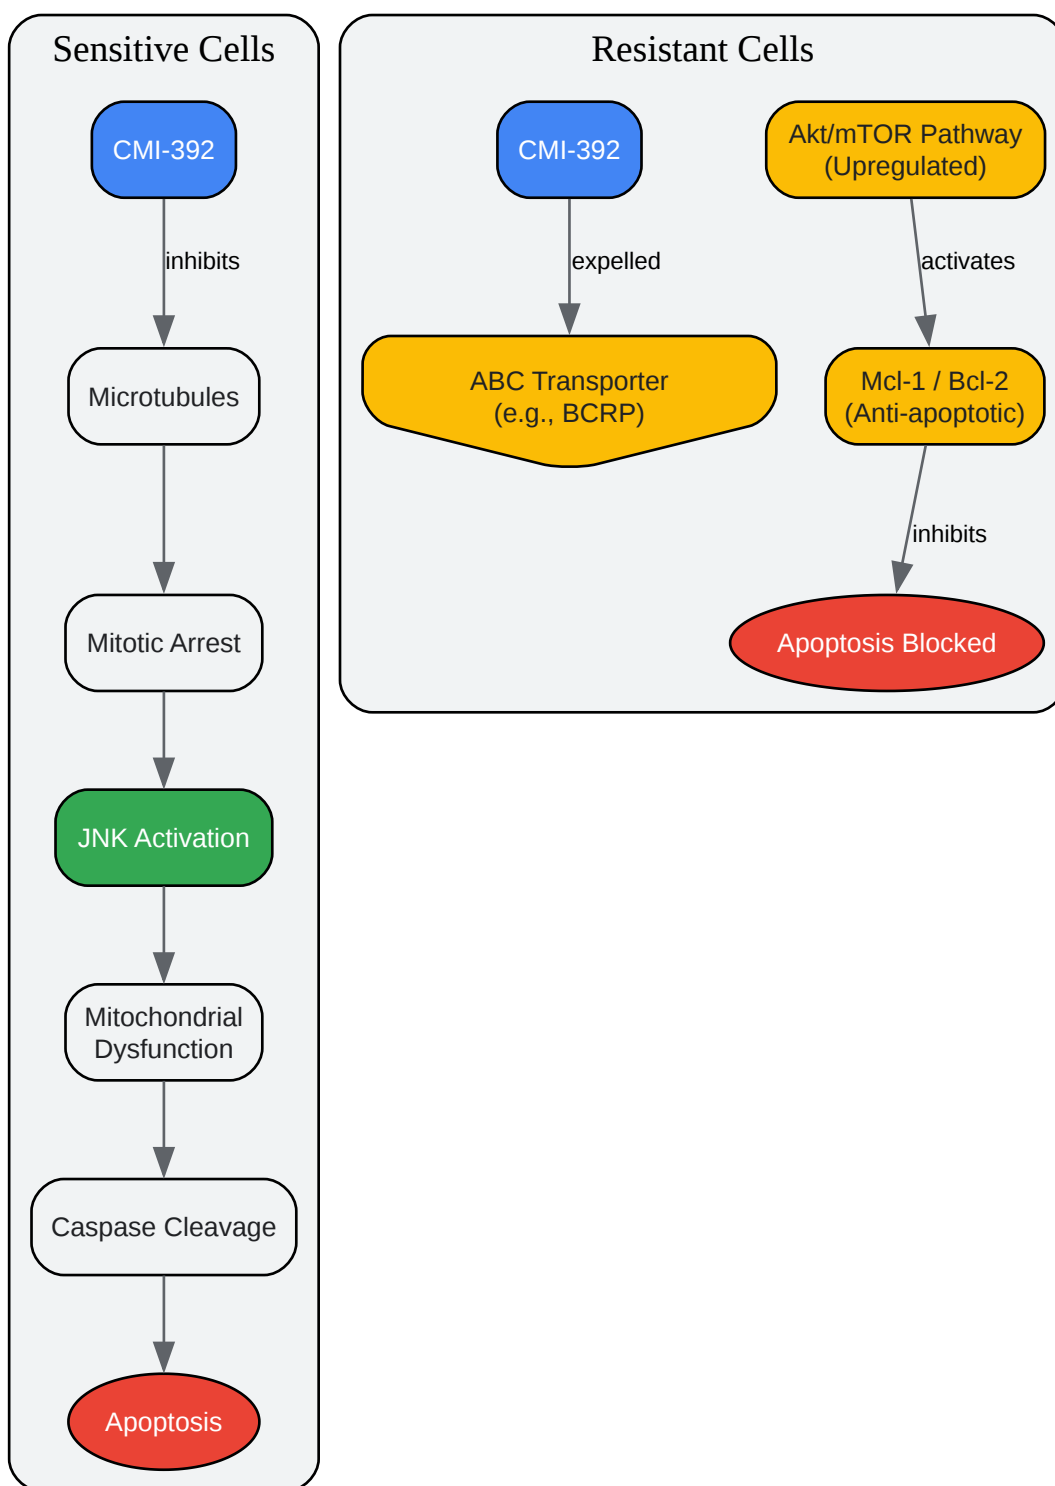 Sensitive Cells
CMI-392
inhibits
Microtubules
Mitotic Arrest
JNK Activation
Mitochondrial
Dysfunction
Caspase Cleavage
Apoptosis
Resistant Cells
CMI-392
expelled
ABC Transporter
(e.g., BCRP)
Akt/mTOR Pathway
(Upregulated)
activates
Mcl-1 / Bcl-2
(Anti-apoptotic)
inhibits
Apoptosis Blocked